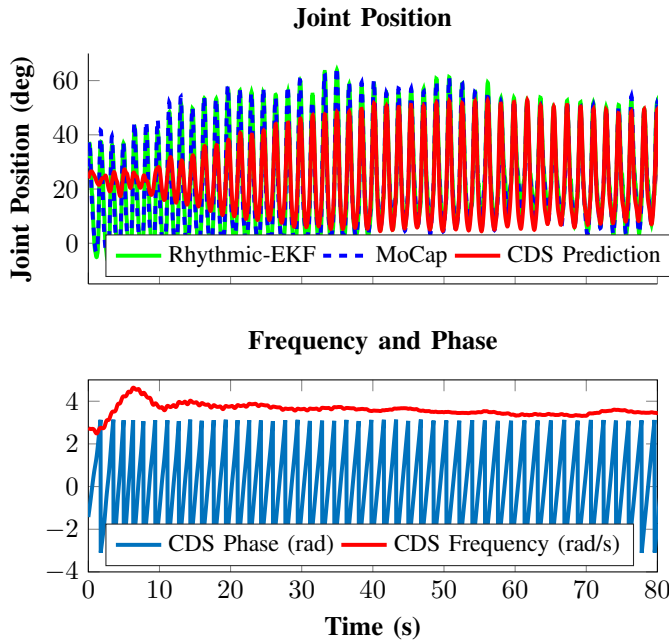 Joint Position
Joint Position (deg)
60
40
20
0
Rhythmic-EKF MoCap CDS Prediction
Frequency and Phase
4
2
0
−2
−4
CDS Phase (rad) CDS Frequency (rad/s)
0 10 20 30 40 50 60 70 80
Time (s)